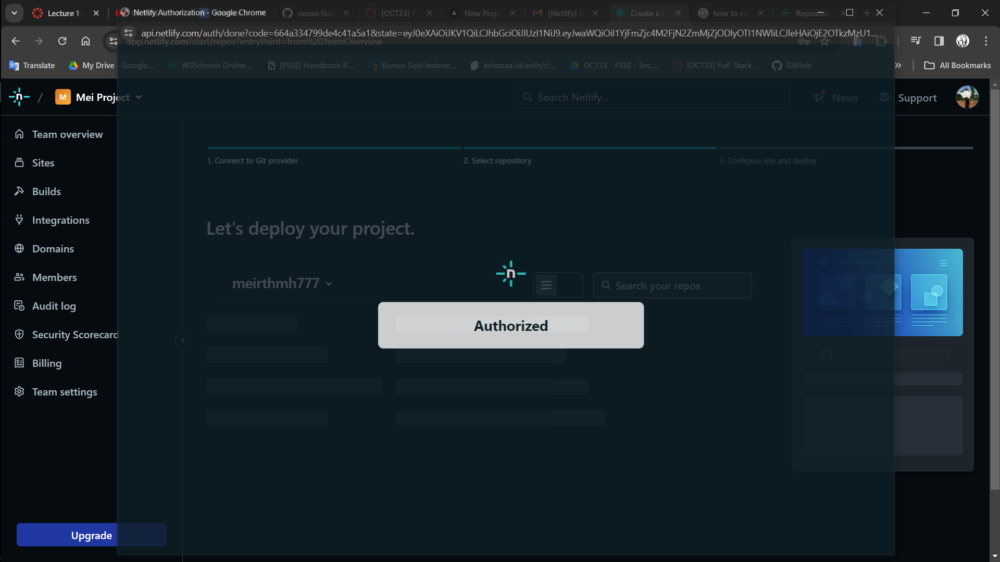 Lecture 1 -
Netlify Authorization - Google Chrome
revou-fsse
[OCT23] F
New Proje
[Netlify]
Create a n
how to co
Repository
api.netlify.com/auth/done?code=664a334799de4c41a5a1&state=eyJ0eXAiOiJKV1QiLCJhbGciOiJIUzI1NiJ9.eyJwaWQiOiI1YjFmZjc4M2FjN2ZmMjZjODIyOTI1NWIiLCJleHAiOjE2OTkzMzU1...
app.netlify.com/start/repos?entryPoint=from%20TeamOverview
Translate
My Drive - Google...
W3Schools Online...
[FSSE] Handbook R...
Kursus Sipil Indone...
kelaszaa.id/auth/cl...
OCT23 - FSSE - Sec....
[OCT23] Full-Stack...
GitHub
»
All Bookmarks
n / M Mei Project
Search Netlify...
News
Support
Team overview
Sites
Builds
Integrations
Domains
Members
Audit log
Security Scorecard
Billing
Team settings
Upgrade
1. Connect to Git provider
2. Select repository
3. Configure site and deploy
Let's deploy your project.
meirthmh777
n
Search your repos
Authorized